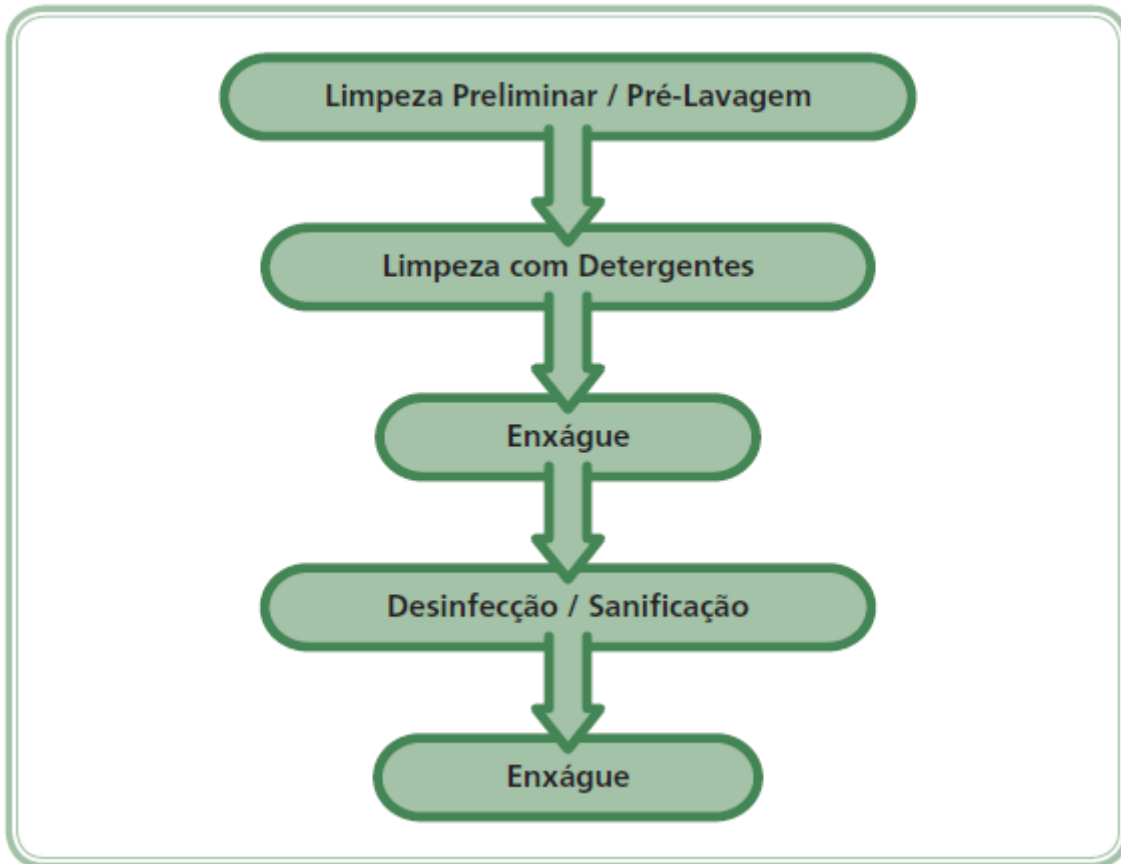 Limpeza Preliminar / Pré-Lavagem
Limpeza com Detergentes
Enxágue
Desinfecção / Sanificação
Enxágue